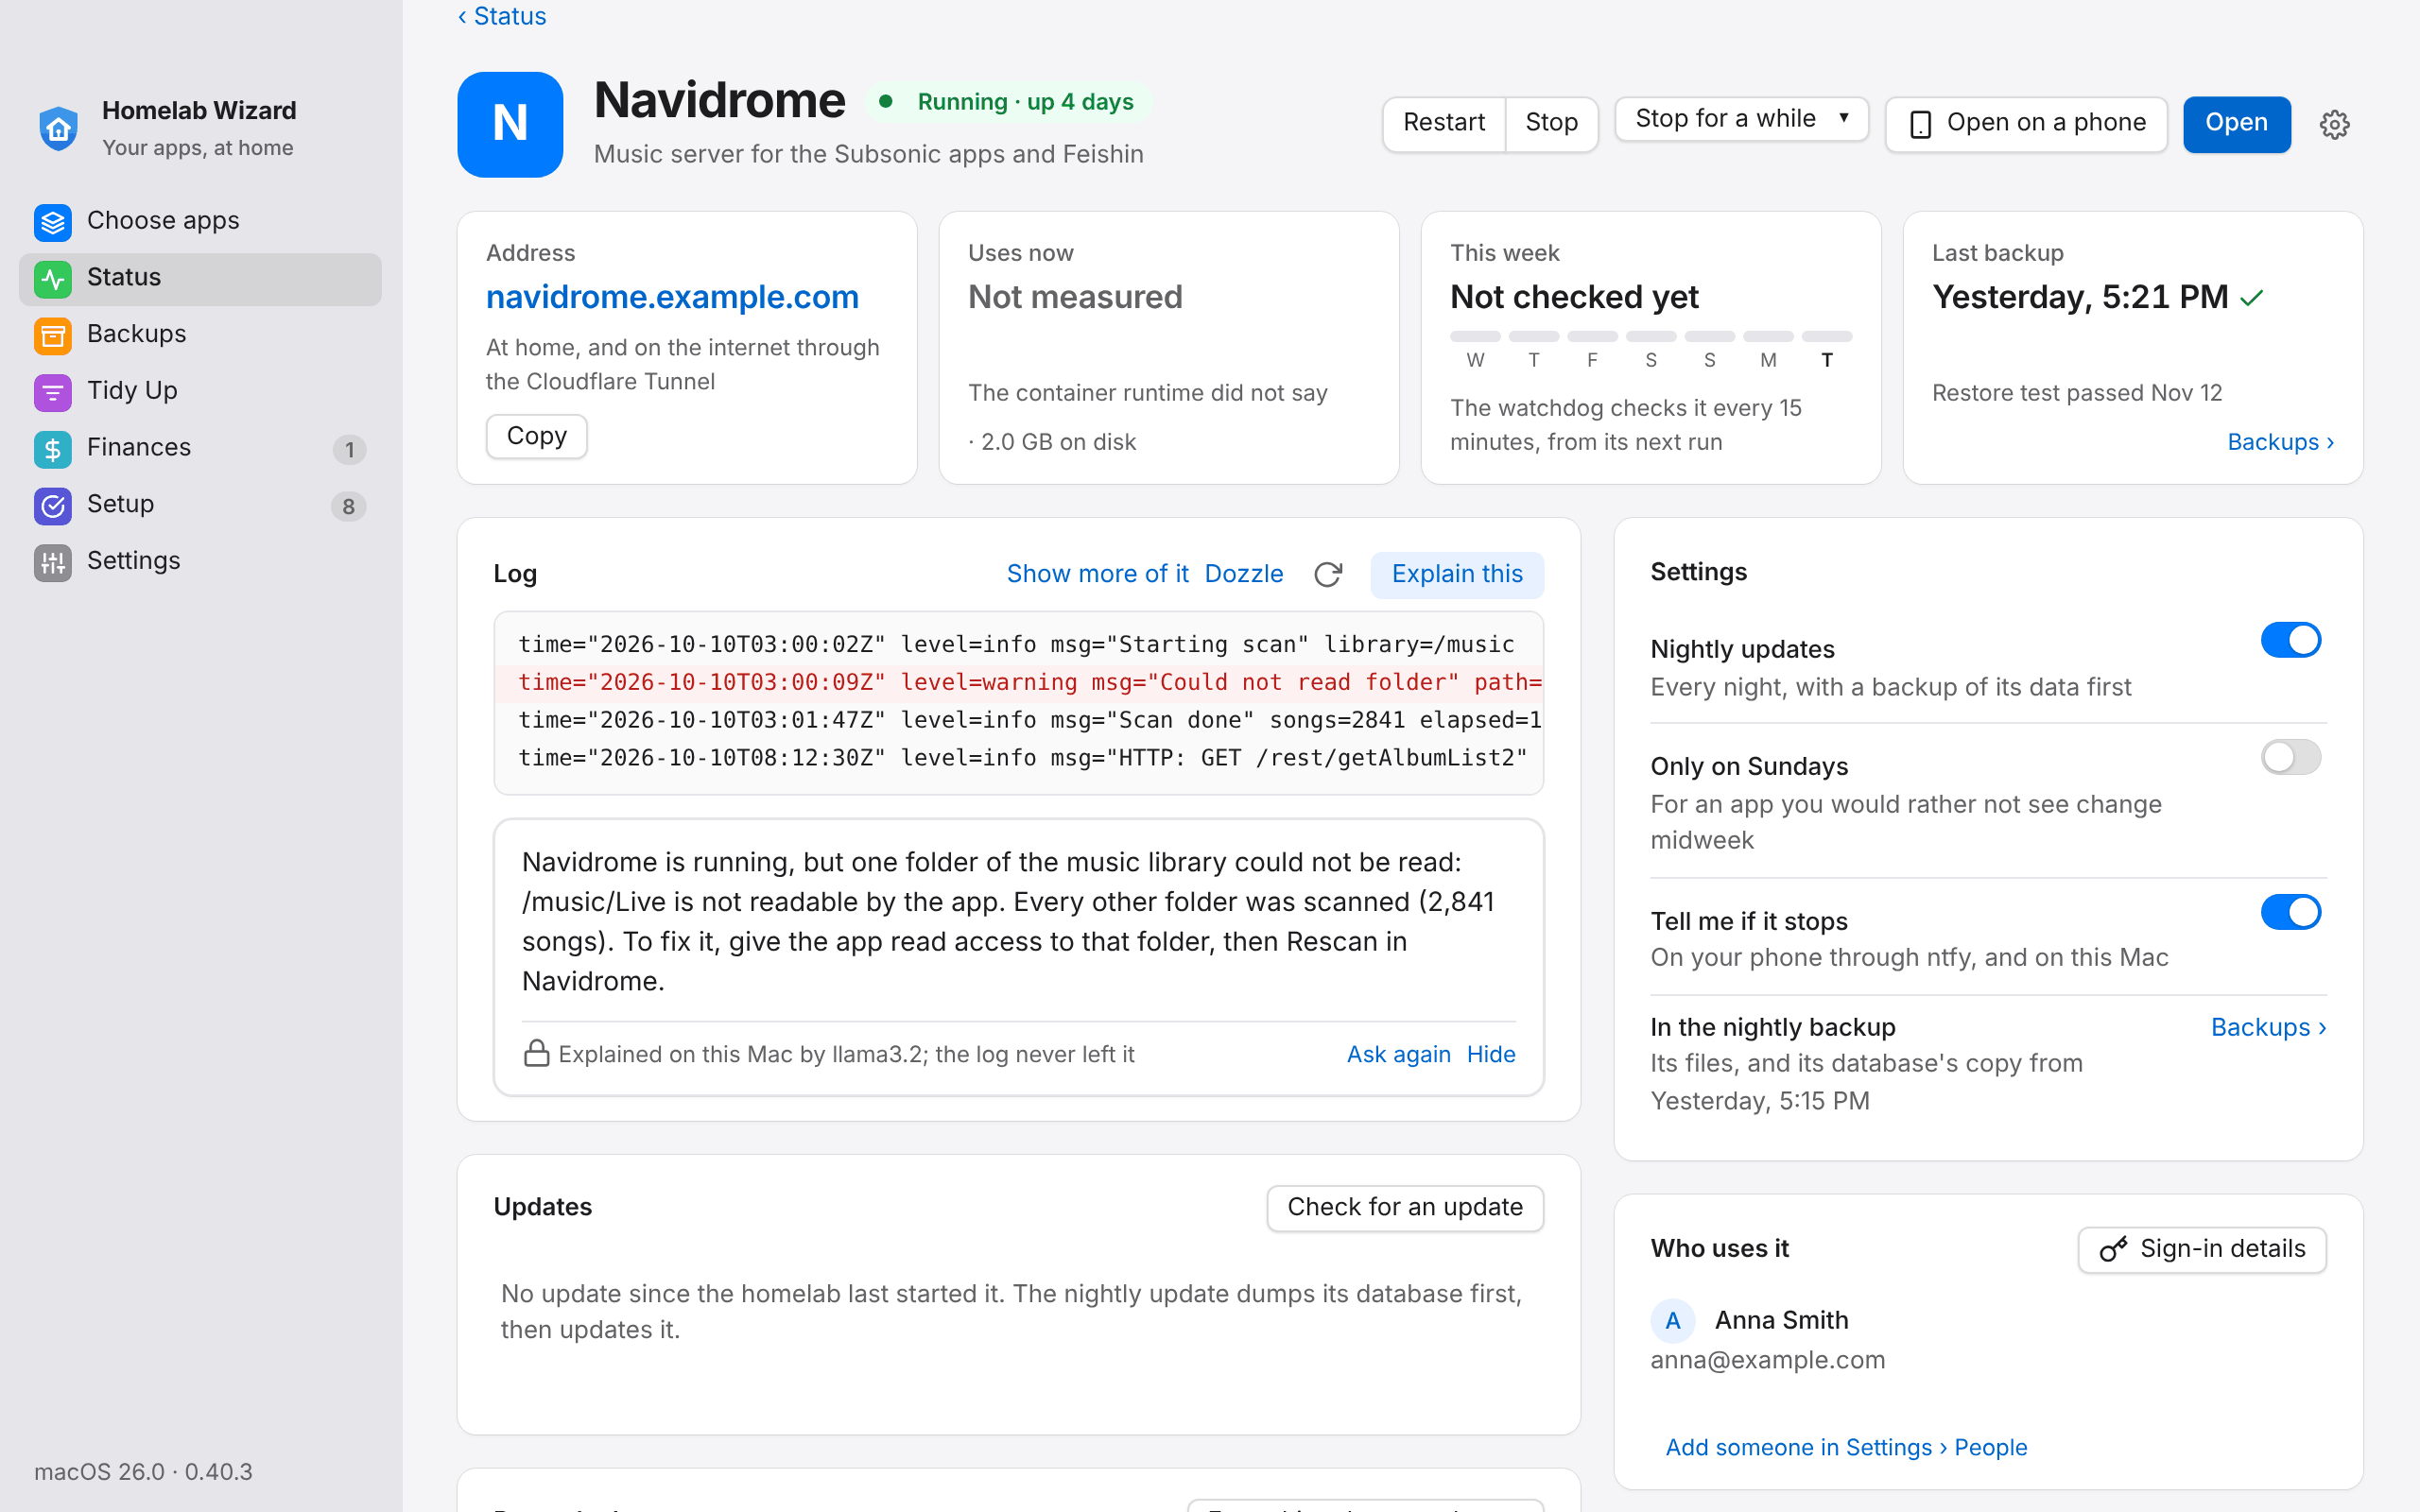 ‹ Status
Homelab Wizard
Your apps, at home
Choose apps
Status
Backups
Tidy Up
Finances 1
Setup 8
Settings
macOS 26.0 · 0.40.3
N
Navidrome
Running · up 4 days
Music server for the Subsonic apps and Feishin
Restart
Stop
Stop for a while ▾
Open on a phone
Open
Address
navidrome.example.com
At home, and on the internet through
the Cloudflare Tunnel
Copy
Uses now
Not measured
The container runtime did not say
· 2.0 GB on disk
This week
Not checked yet
W T F S S M T
The watchdog checks it every 15
minutes, from its next run
Last backup
Yesterday, 5:21 PM ✓
Restore test passed Nov 12
Backups ›
Log
Show more of it
Dozzle
Explain this
time="2026-10-10T03:00:02Z" level=info msg="Starting scan" library=/music
time="2026-10-10T03:00:09Z" level=warning msg="Could not read folder" path=
time="2026-10-10T03:01:47Z" level=info msg="Scan done" songs=2841 elapsed=1
time="2026-10-10T08:12:30Z" level=info msg="HTTP: GET /rest/getAlbumList2"
Navidrome is running, but one folder of the music library could not be read:
/music/Live is not readable by the app. Every other folder was scanned (2,841
songs). To fix it, give the app read access to that folder, then Rescan in
Navidrome.
Explained on this Mac by llama3.2; the log never left it
Ask again
Hide
Updates
Check for an update
No update since the homelab last started it. The nightly update dumps its database first,
then updates it.
Settings
Nightly updates
Every night, with a backup of its data first
Only on Sundays
For an app you would rather not see change
midweek
Tell me if it stops
On your phone through ntfy, and on this Mac
In the nightly backup
Backups ›
Its files, and its database's copy from
Yesterday, 5:15 PM
Who uses it
Sign-in details
A
Anna Smith
anna@example.com
Add someone in Settings › People